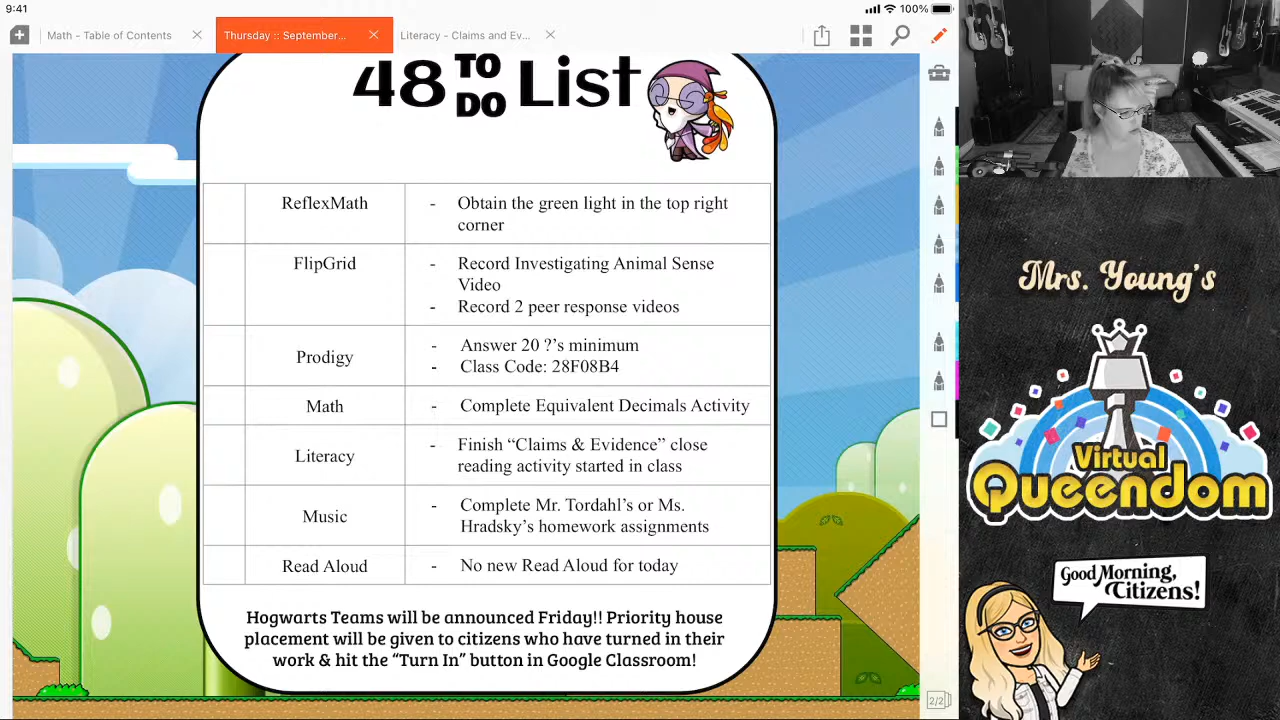 9:41
100%
Math - Table of Contents
Thursday :: September...
Literacy - Claims and Ev...
48 TO DO List
ReflexMath
- Obtain the green light in the top right
corner
FlipGrid
- Record Investigating Animal Sense
Video
- Record 2 peer response videos
Prodigy
- Answer 20 ?'s minimum
- Class Code: 28F08B4
Math
- Complete Equivalent Decimals Activity
Literacy
- Finish “Claims & Evidence” close
reading activity started in class
Music
- Complete Mr. Tordahl’s or Ms.
Hradsky’s homework assignments
Read Aloud
- No new Read Aloud for today
Hogwarts Teams will be announced Friday!! Priority house
placement will be given to citizens who have turned in their
work & hit the “Turn In” button in Google Classroom!
2/2
Mrs. Young's
Virtual
Queendom
Good Morning,
Citizens!